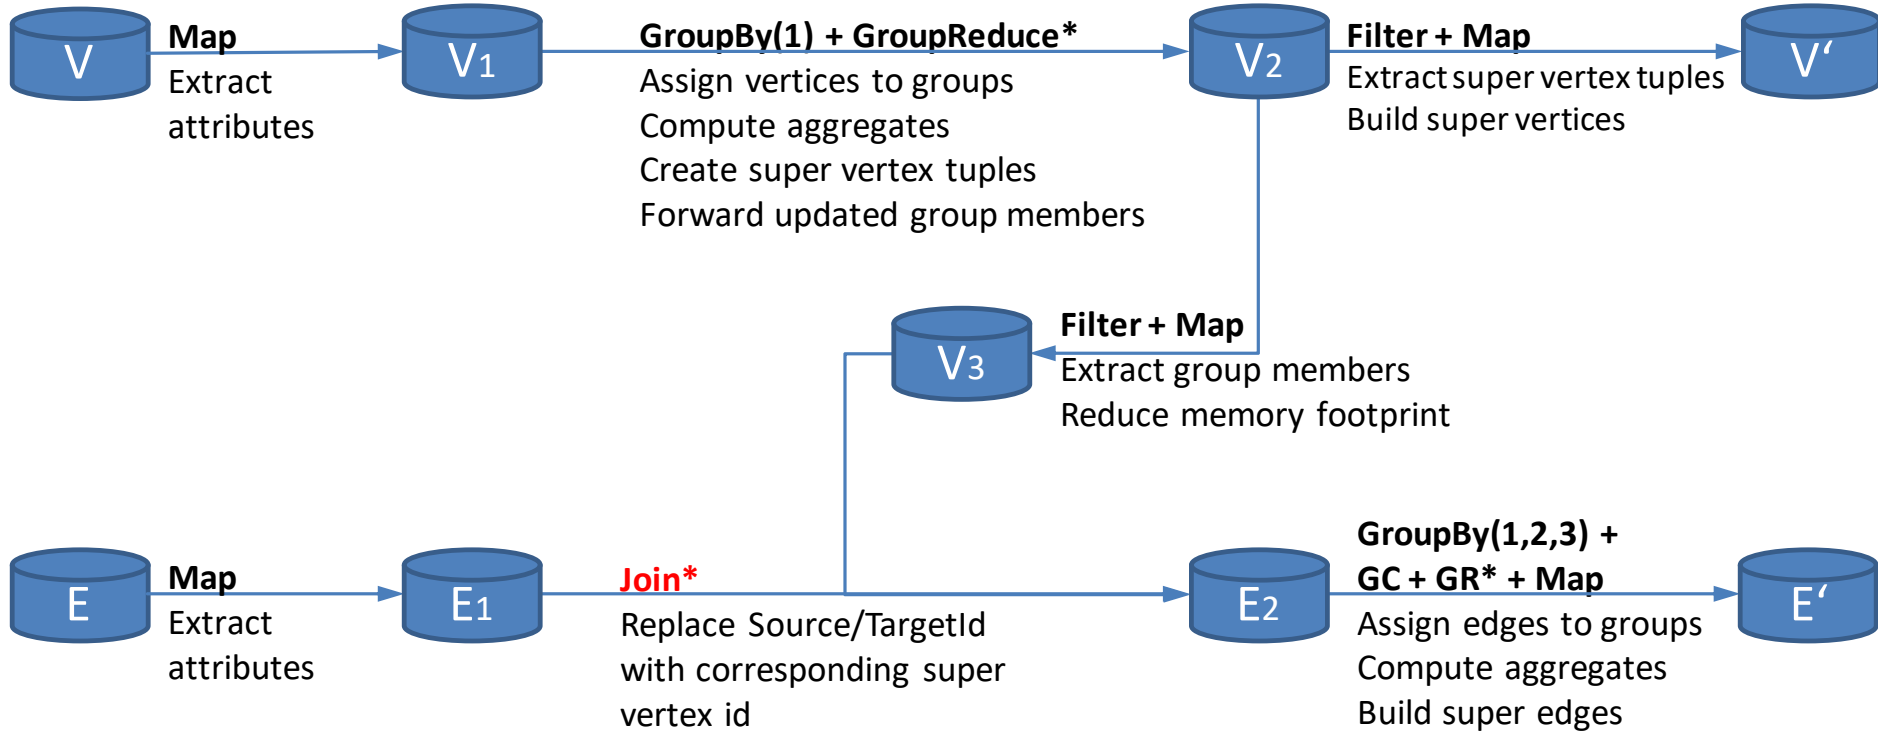 V
Map
Extract
attributes
V1
GroupBy(1) + GroupReduce*
Assign vertices to groups
Compute aggregates
Create super vertex tuples
Forward updated group members
V2
Filter + Map
Extract super vertex tuples
Build super vertices
V‘
V3
Filter + Map
Extract group members
Reduce memory footprint
E
Map
Extract
attributes
E1
Join*
Replace Source/TargetId
with corresponding super
vertex id
E2
GroupBy(1,2,3) +
GC + GR* + Map
Assign edges to groups
Compute aggregates
Build super edges
E‘